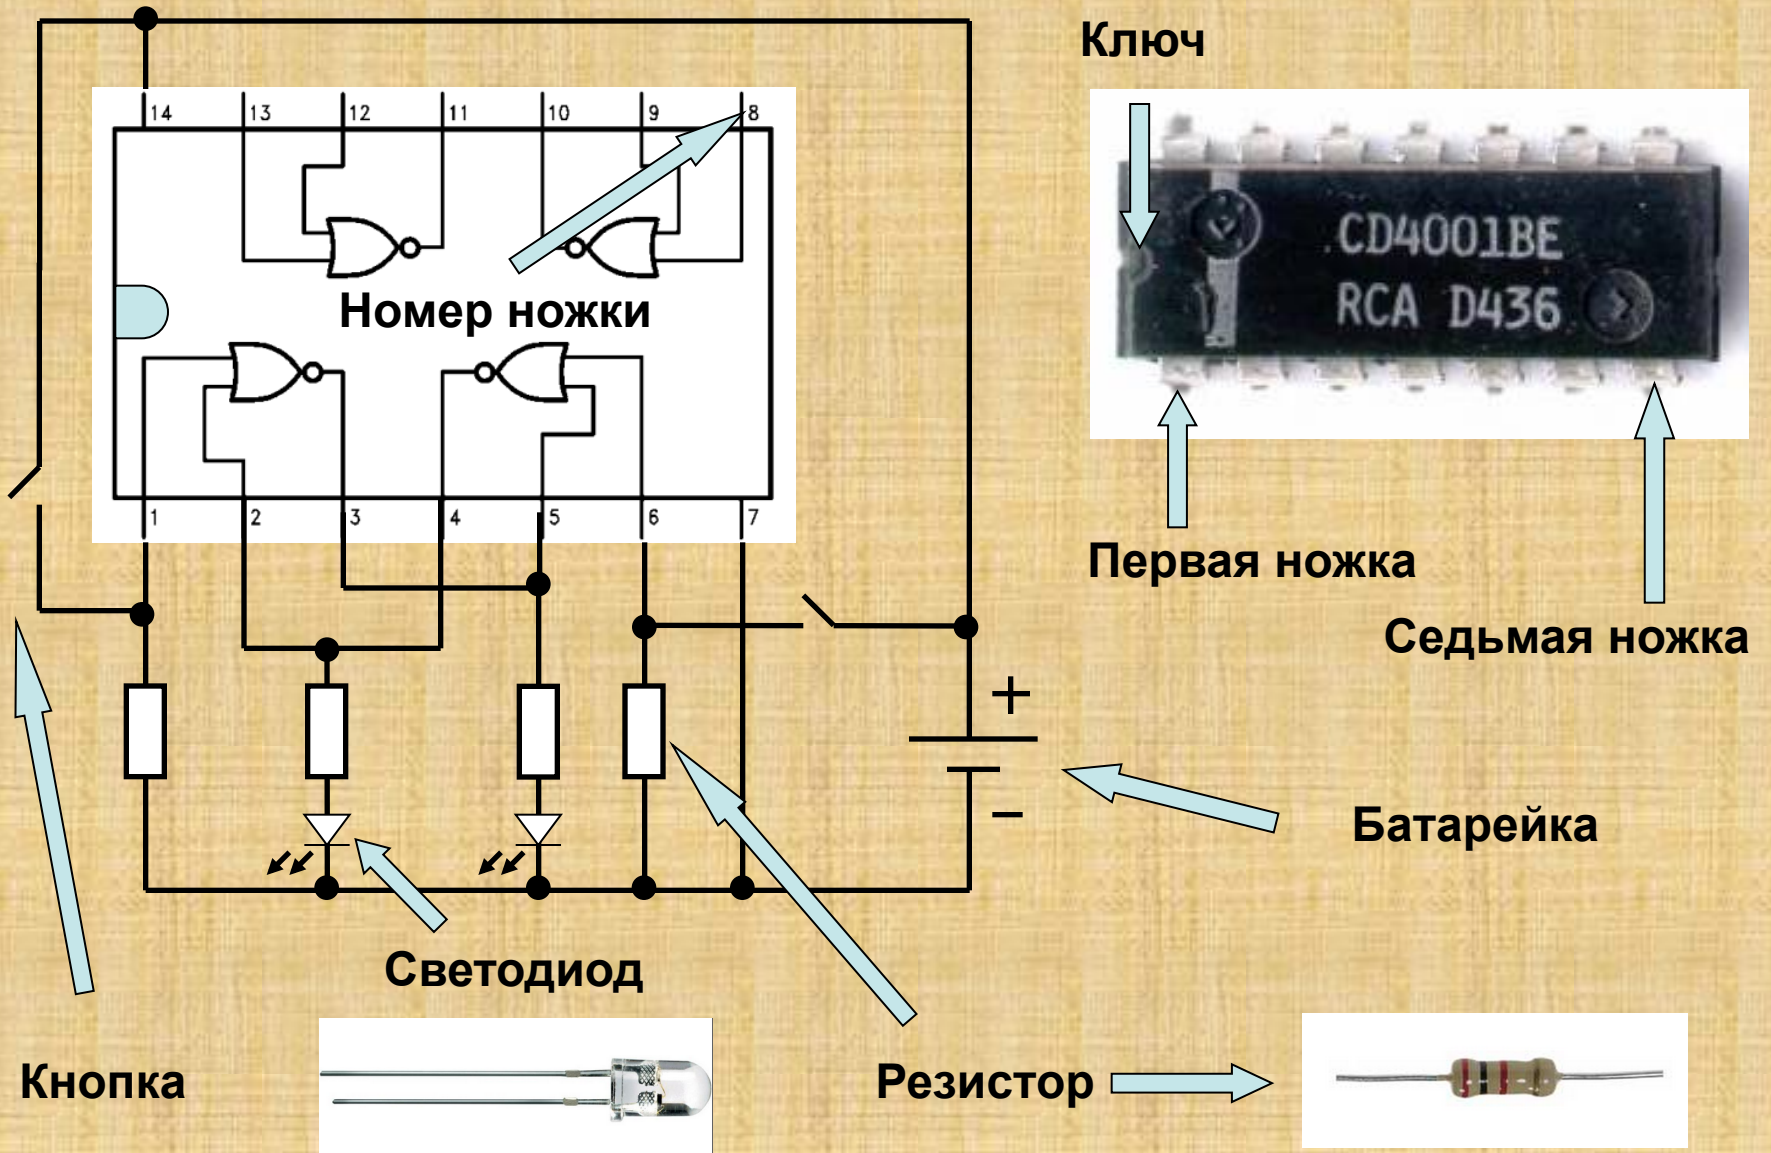 Ключ
14 13 12 11 10 9 8
CD4001BE
RCA D436
Номер ножки
1 2 3 4 5 6 7
Первая ножка
Седьмая ножка
+
−
Батарейка
Светодиод
Кнопка
Резистор